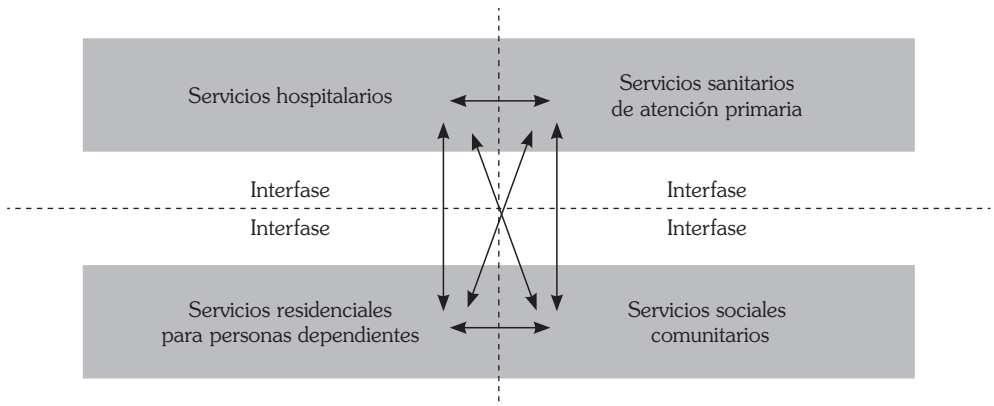 Servicios hospitalarios
Servicios sanitarios
de atención primaria
Interfase
Interfase
Interfase
Interfase
Servicios residenciales
para personas dependientes
Servicios sociales
comunitarios